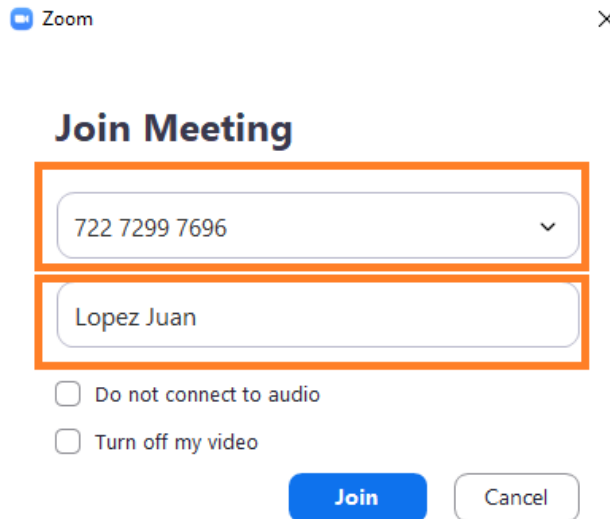 Zoom
Join Meeting
722 7299 7696
Lopez Juan
Do not connect to audio
Turn off my video
Join Cancel